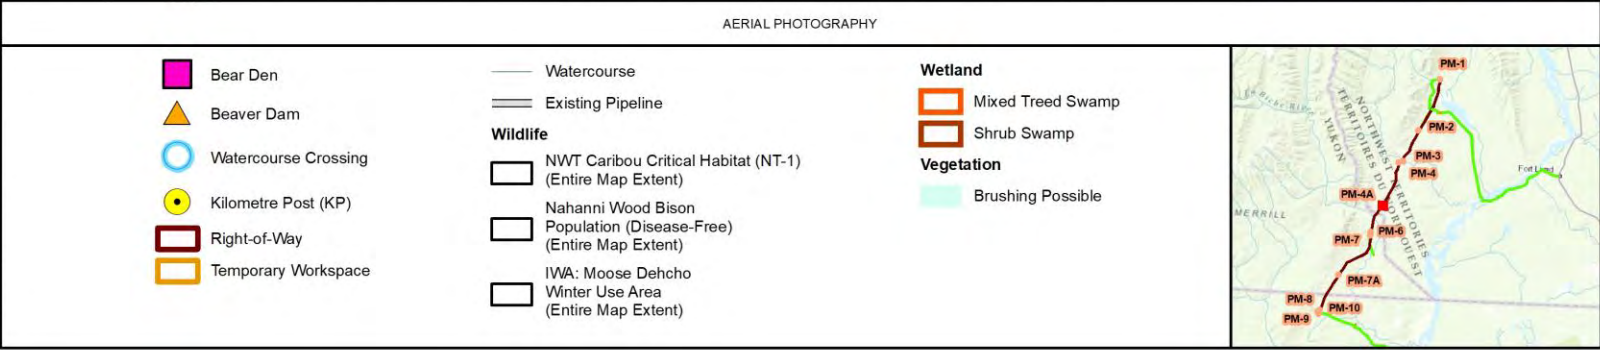 AERIAL PHOTOGRAPHY
Bear Den
Beaver Dam
Watercourse Crossing
Kilometre Post (KP)
Right-of-Way
Temporary Workspace
Watercourse
Existing Pipeline
Wildlife
NWT Caribou Critical Habitat (NT-1)
(Entire Map Extent)
Nahanni Wood Bison
Population (Disease-Free)
(Entire Map Extent)
IWA: Moose Dehcho
Winter Use Area
(Entire Map Extent)
Wetland
Mixed Treed Swamp
Shrub Swamp
Vegetation
Brushing Possible
PM-1
PM-2
PM-3
PM-4
PM-4A
PM-6
PM-7
PM-7A
PM-8
PM-10
PM-9
YUKON
NORTHWEST TERRITORIES
TERRITOIRES DU NORD OUEST
MERRILL